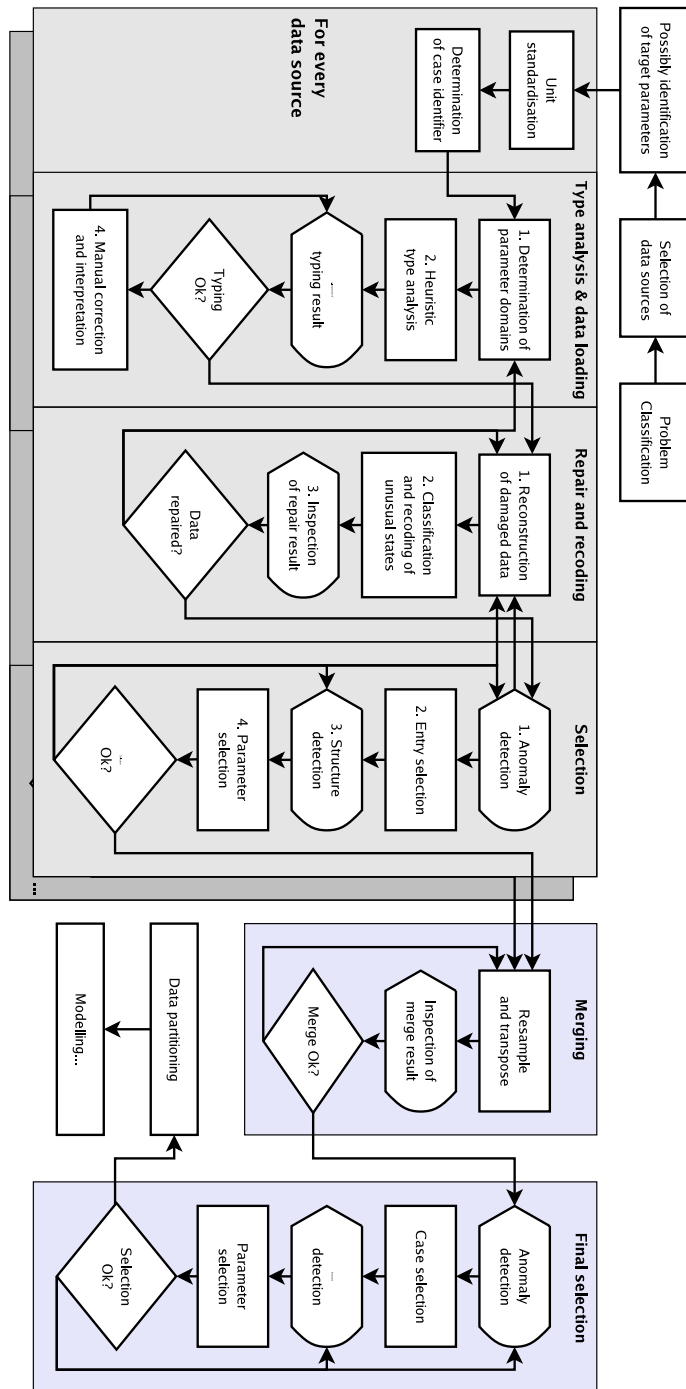 Problem
Classification
Selection of
data sources
Possibly identification
of target parameters
Unit
standardisation
Determination
of case identifier
For every
data source
Type analysis & data loading
1. Determination of
parameter domains
2. Heuristic
type analysis
typing result
Typing
Ok?
4. Manual correction
and interpretation
Repair and recoding
1. Reconstruction
of damaged data
2. Classification
and recoding of
unusual states
3. Inspection
of repair result
Data
repaired?
Selection
1. Anomaly
detection
2. Entry selection
3. Structure
detection
4. Parameter
selection
Ok?
...
Merging
Resample
and transpose
Inspection of
merge result
Merge Ok?
Final selection
Anomaly
detection
Case selection
detection
Parameter
selection
Selection
Ok?
Data partitioning
Modelling...